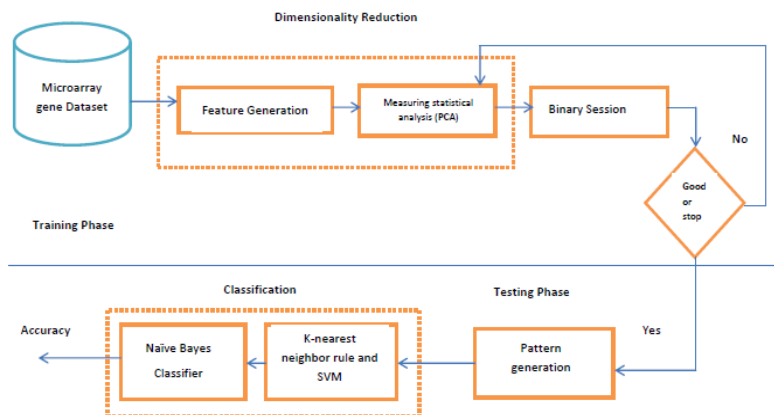 Dimensionality Reduction
Microarray
gene Dataset
Feature Generation
Measuring statistical
analysis (PCA)
Binary Session
No
Good
or
stop
Training Phase
Classification
Testing Phase
Accuracy
Yes
Naïve Bayes
Classifier
K-nearest
neighbor rule and
SVM
Pattern
generation